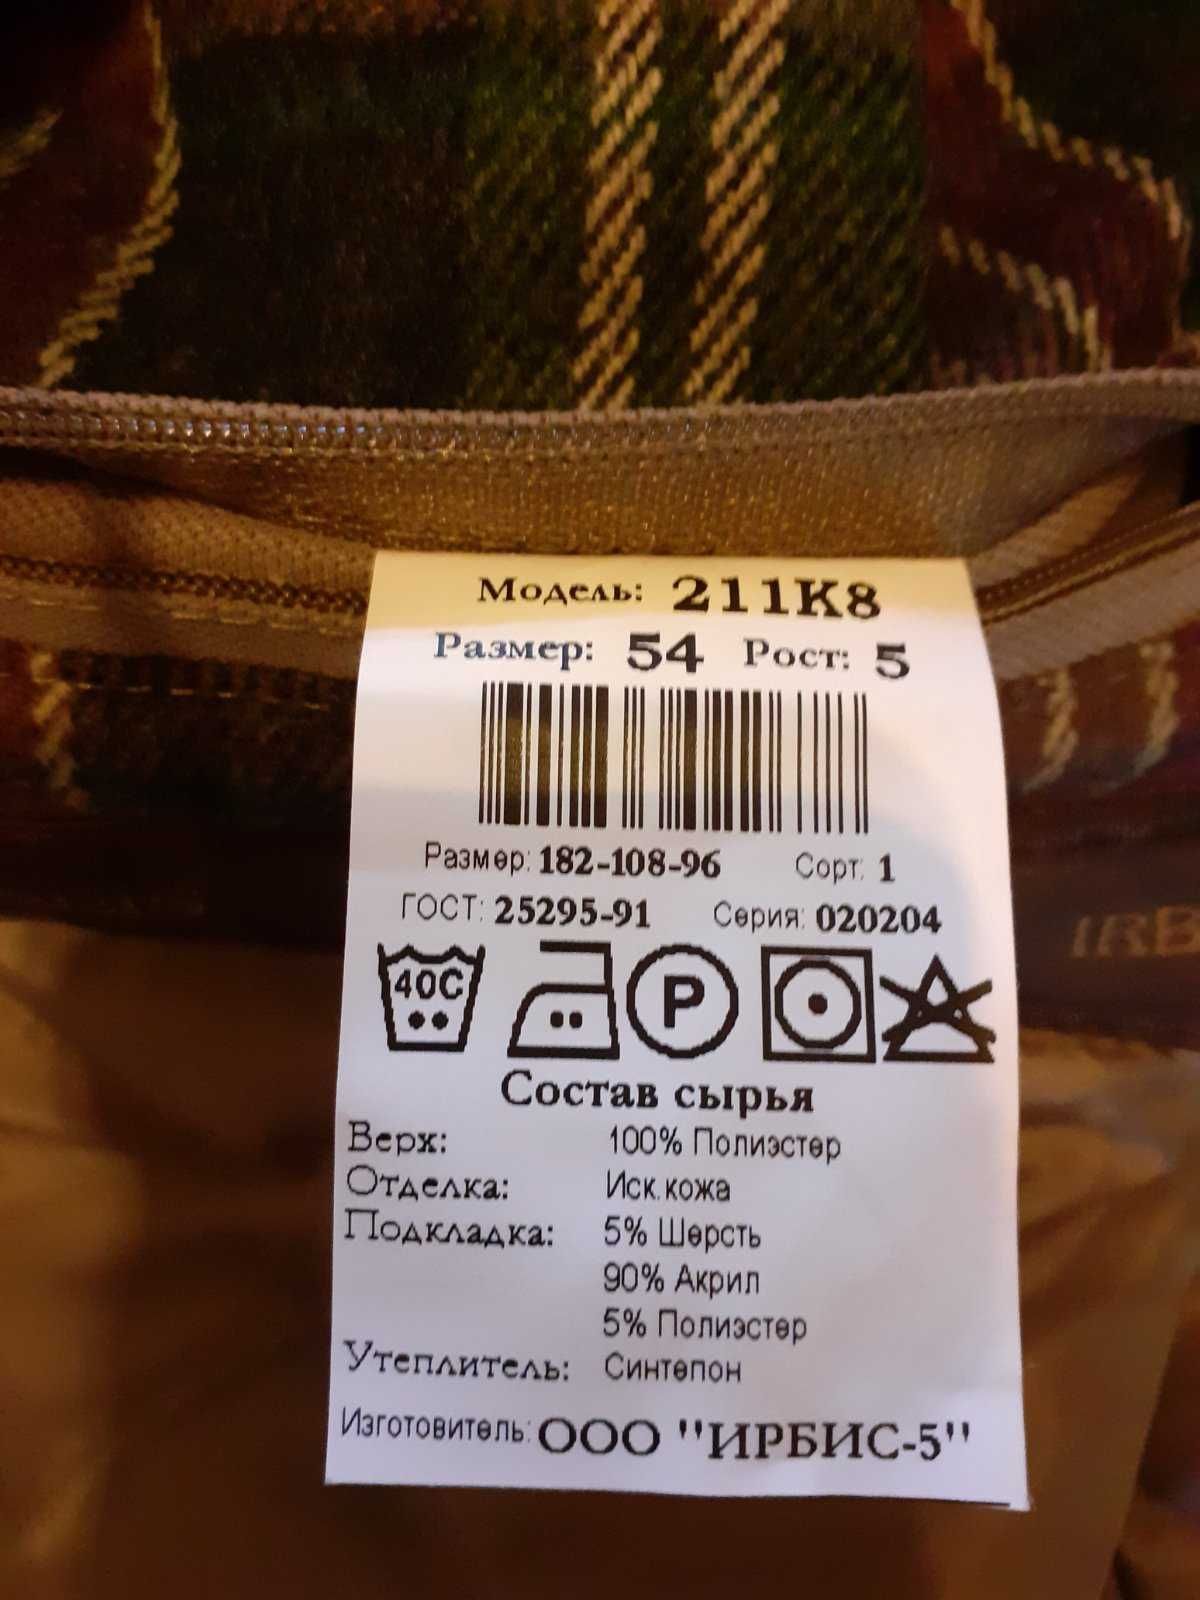 Модель: 211К8
Размер: 54 Рост: 5
Размер: 182-108-96 Сорт: 1
ГОСТ: 25295-91 Серия: 020204
40C P
Состав сырья
Верх: 100% Полиэстер
Отделка: Иск.кожа
Подкладка: 5% Шерсть
90% Акрил
5% Полиэстер
Утеплитель: Синтепон
Изготовитель: ООО "ИРБИС-5"
IRB